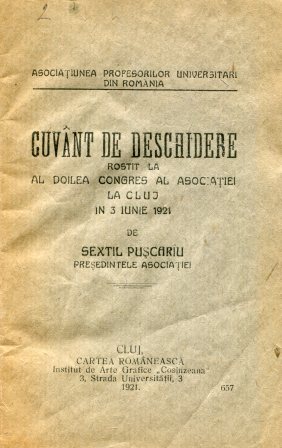 2
ASOCIAȚIUNEA PROFESORILOR UNIVERSITARI
DIN ROMÂNIA
CUVÂNT DE DESCHIDERE
ROSTIT LA
AL DOILEA CONGRES AL ASOCIAȚIEI
LA CLUJ
IN 3 IUNIE 1921
DE
SEXTIL PUȘCARIU
PREȘEDINTELE ASOCIAȚIEI
CLUJ,
CARTEA ROMÂNEASCĂ
Institut de Arte Grafice „Cosinzeana"
3, Strada Universității, 3
1921.
657